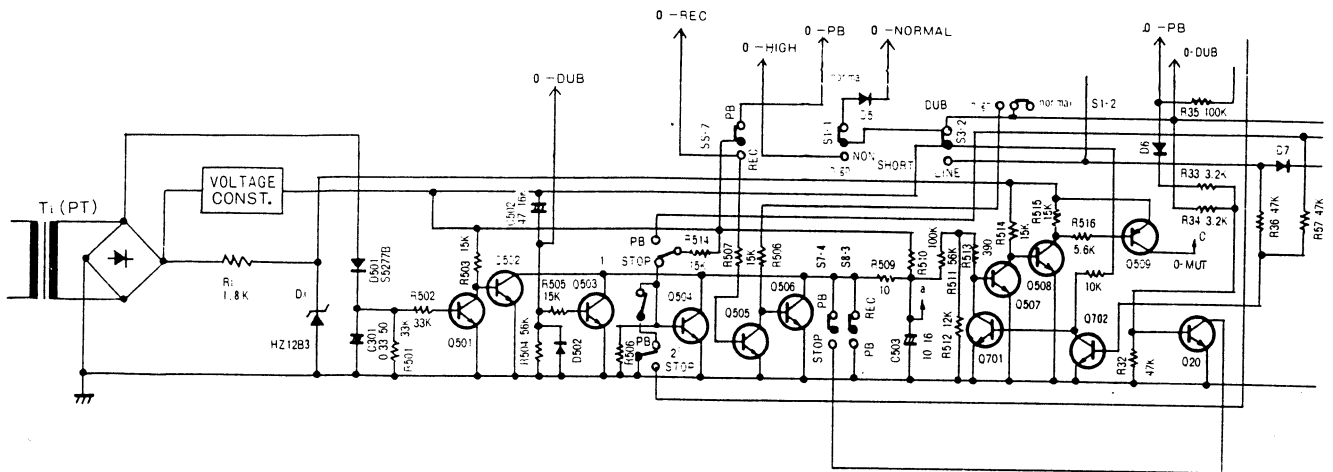 0-REC
0-HIGH
0-PB
0-NORMAL
0-DUB
0-PB
0-DUB
T1 (PT)
VOLTAGE
CONST.
R1
1.8K
D1
HZ12B3
D501
S5277B
C301
0.33 50
33K
R501
R502
33K
R503
15K
Q501
Q502
C502
47 16
R505
15K
R504 56K
D502
Q503
1
PB
STOP
R514
15K
PB
2
STOP
R506
Q504
SS-7
PB
REC
R507
15K
Q505
R506
Q506
S1-1
NON
D5
DUB
S3-2
SHORT
LINE
normal
S1-2
S7-4
S8-3
PB
REC
STOP
PB
R509
10
R510
100K
a
C503
10 16
R511 56K
R513
390
R512 12K
Q701
R514
15K
Q507
R515
15K
Q508
R516
5.6K
Q509
C
0-MUT
10K
Q702
R35 100K
D6
D7
R33 3.2K
R34 3.2K
R36 47K
R57 47K
R32
47K
Q20